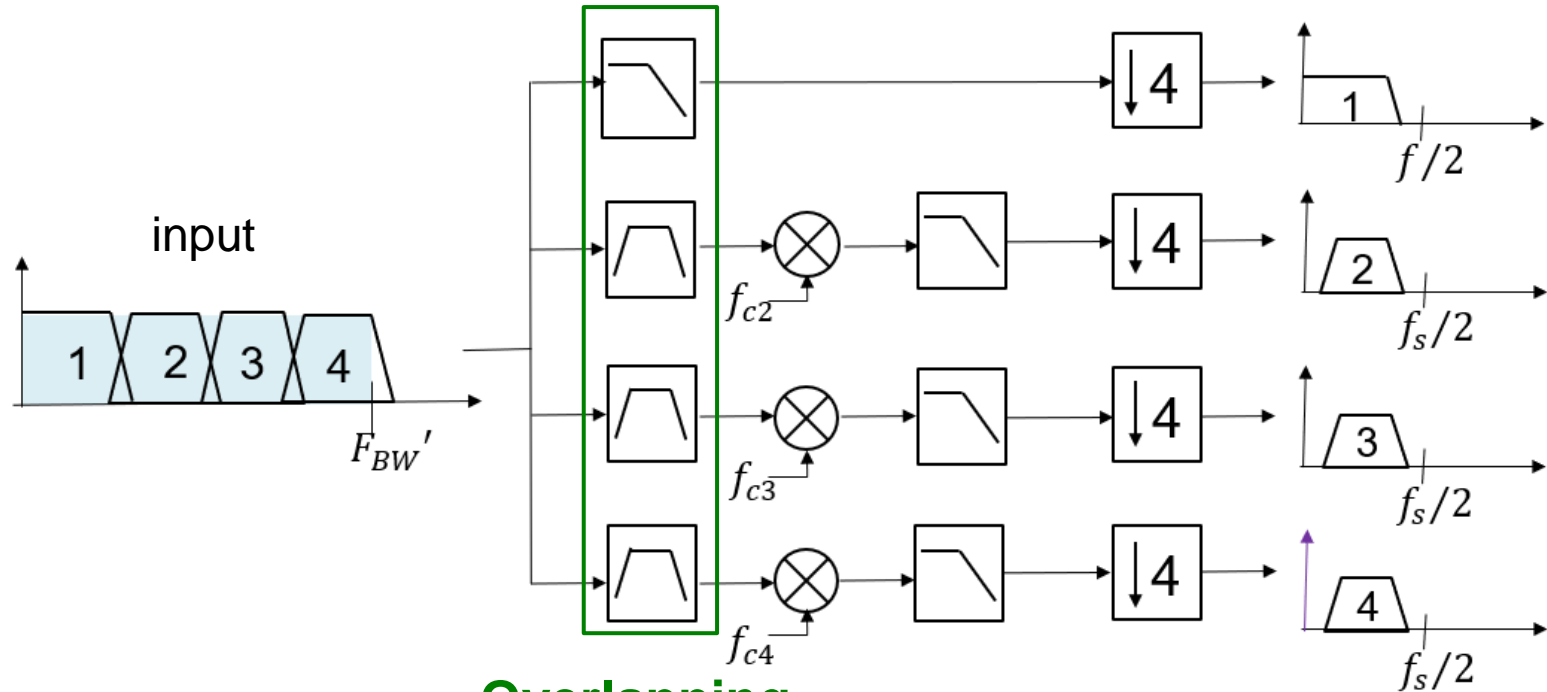 input
1 2 3 4
F_BW′
↓4
1
f/2
f_c2
↓4
2
f_s/2
f_c3
↓4
3
f_s/2
f_c4
↓4
4
f_s/2
Overlapping